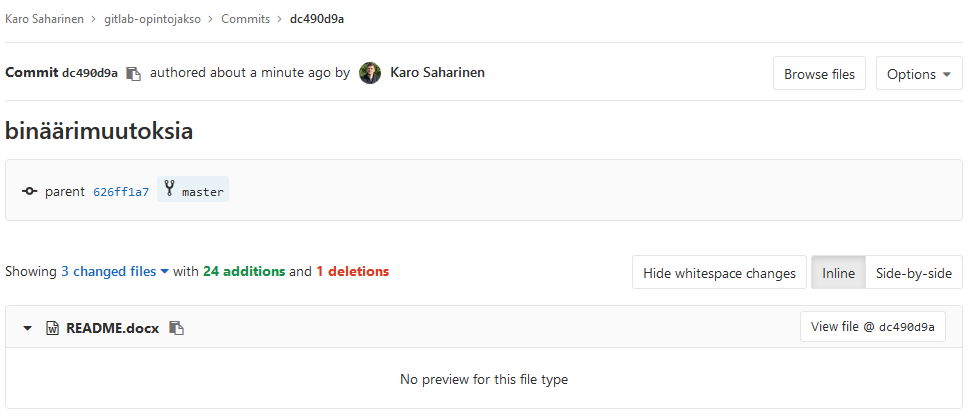 Karo Saharinen > gitlab-opintojakso > Commits > dc490d9a
Commit dc490d9a authored about a minute ago by Karo Saharinen
Browse files
Options
binäärimuutoksia
parent 626ff1a7 master
Showing 3 changed files with 24 additions and 1 deletions
Hide whitespace changes
Inline
Side-by-side
README.docx
View file @ dc490d9a
No preview for this file type